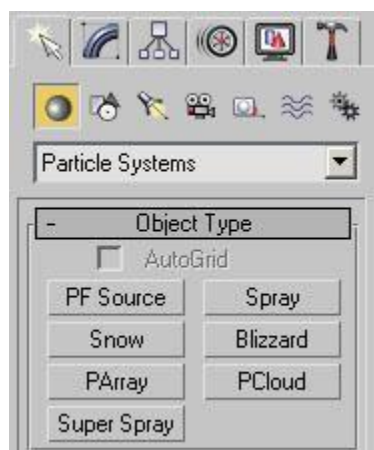 Particle Systems
- Object Type
AutoGrid
PF Source Spray
Snow Blizzard
PArray PCloud
Super Spray